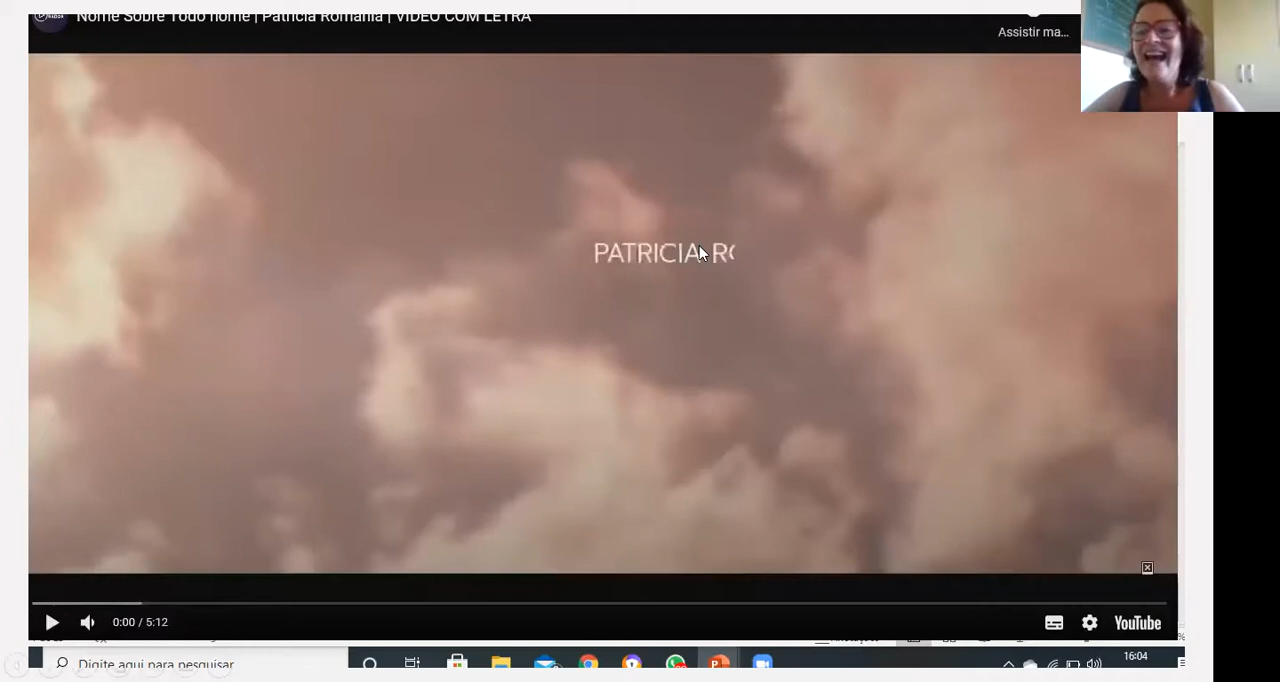 Nome Sobre Todo nome | Patricia Romania | VÍDEO COM LETRA
Assistir ma...
PATRICIA RO
0:00 / 5:12
YouTube
Digite aqui para pesquisar
16:04